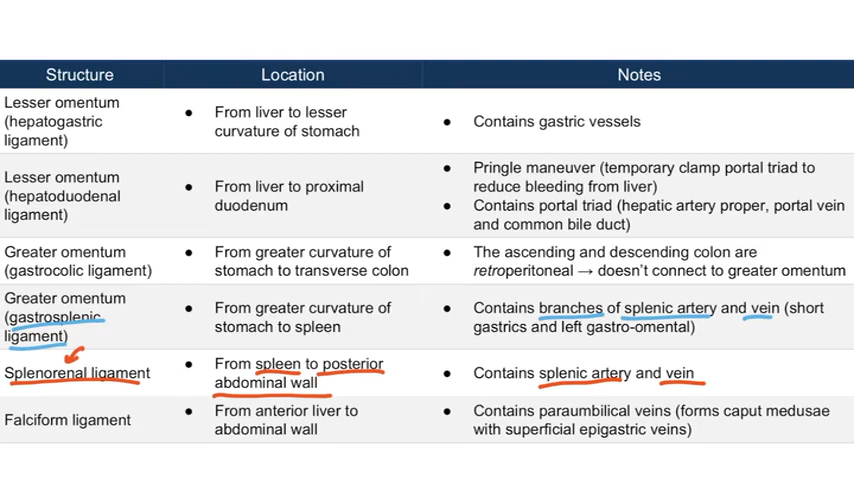 Structure Location Notes
Lesser omentum
(hepatogastric
ligament)
● From liver to lesser
curvature of stomach
● Contains gastric vessels
Lesser omentum
(hepatoduodenal
ligament)
● From liver to proximal
duodenum
● Pringle maneuver (temporary clamp portal triad to
reduce bleeding from liver)
● Contains portal triad (hepatic artery proper, portal vein
and common bile duct)
Greater omentum
(gastrocolic ligament)
● From greater curvature of
stomach to transverse colon
● The ascending and descending colon are
retroperitoneal → doesn't connect to greater omentum
Greater omentum
(gastrosplenic
ligament)
● From greater curvature of
stomach to spleen
● Contains branches of splenic artery and vein (short
gastrics and left gastro-omental)
Splenorenal ligament
● From spleen to posterior
abdominal wall
● Contains splenic artery and vein
Falciform ligament
● From anterior liver to
abdominal wall
● Contains paraumbilical veins (forms caput medusae
with superficial epigastric veins)